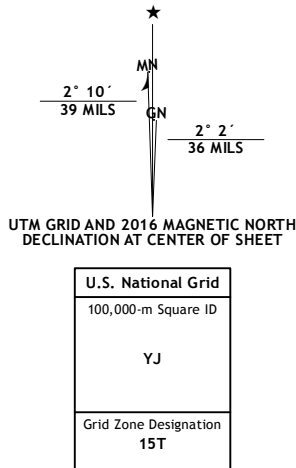 ★
MN
2° 10´
39 MILS
GN
2° 2´
36 MILS
UTM GRID AND 2016 MAGNETIC NORTH
DECLINATION AT CENTER OF SHEET
U.S. National Grid
100,000-m Square ID
YJ
Grid Zone Designation
15T